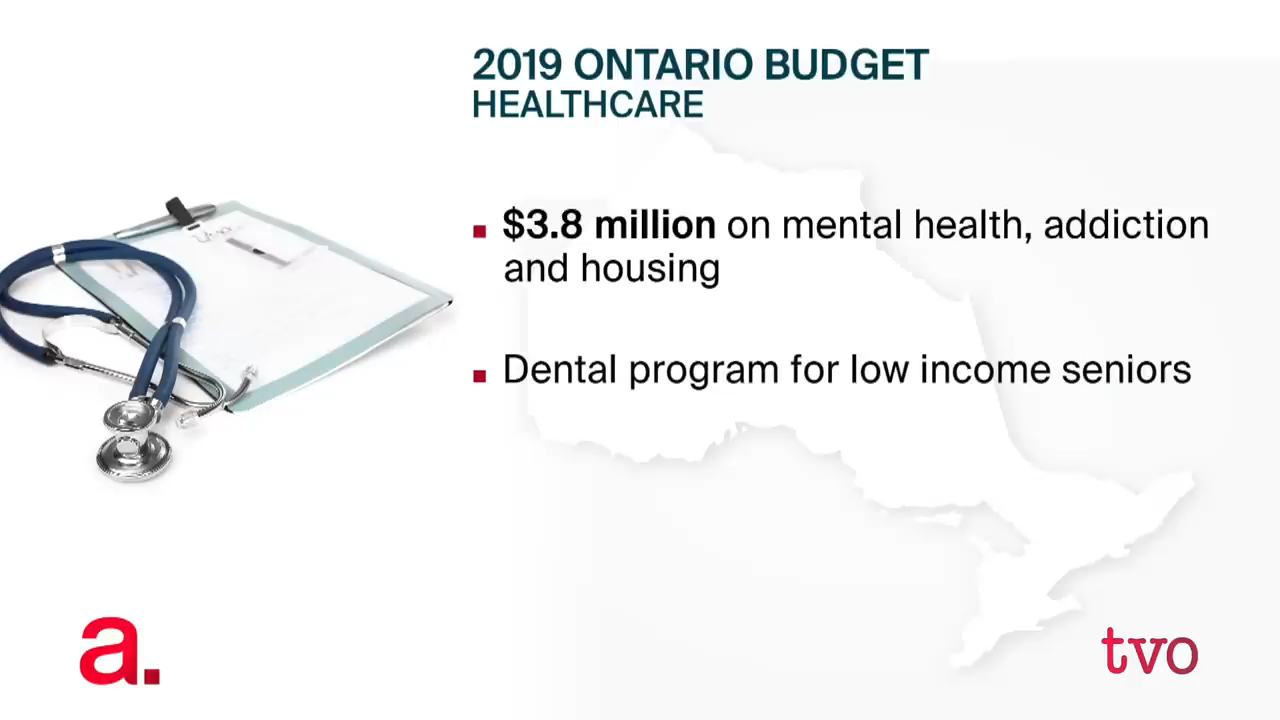 2019 ONTARIO BUDGET
HEALTHCARE
$3.8 million on mental health, addiction
and housing
Dental program for low income seniors
a.
tvo